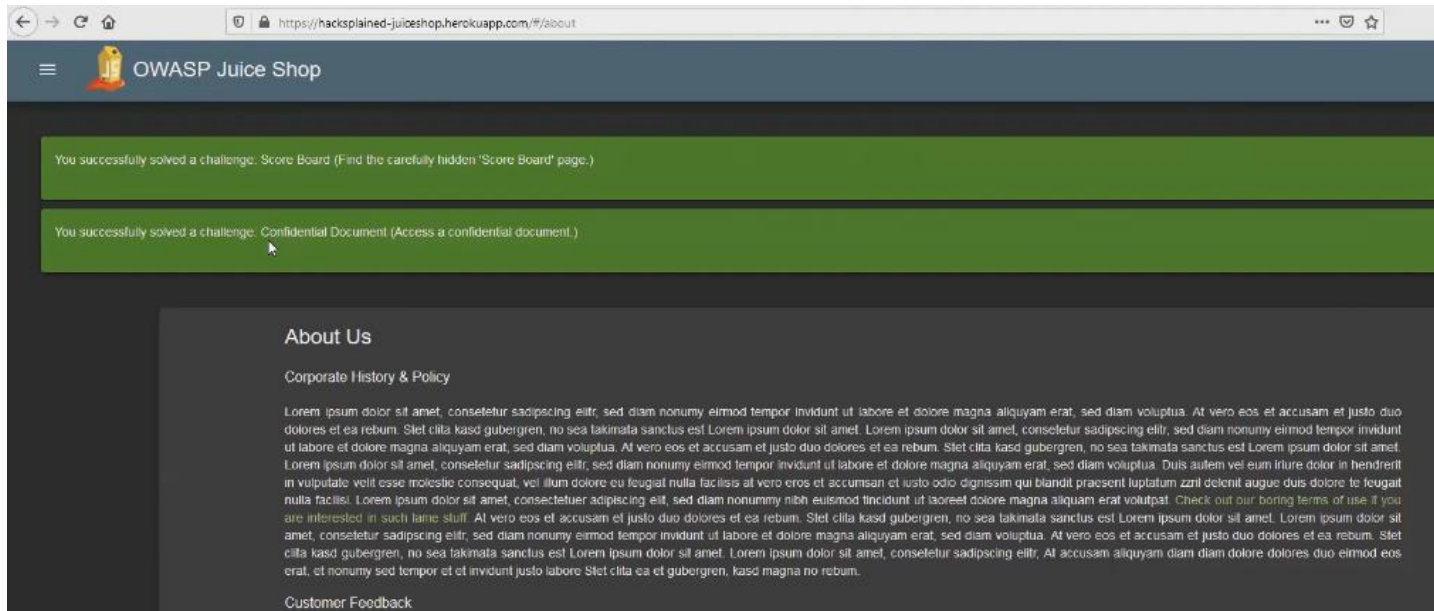 https://hacksplained-juiceshop.herokuapp.com/#/about
OWASP Juice Shop
You successfully solved a challenge: Score Board (Find the carefully hidden 'Score Board' page.)
You successfully solved a challenge: Confidential Document (Access a confidential document.)
About Us
Corporate History & Policy
Lorem ipsum dolor sit amet, consetetur sadipscing elitr, sed diam nonumy eirmod tempor invidunt ut labore et dolore magna aliquyam erat, sed diam voluptua. At vero eos et accusam et justo duo
dolores et ea rebum. Stet clita kasd gubergren, no sea takimata sanctus est Lorem ipsum dolor sit amet. Lorem ipsum dolor sit amet, consetetur sadipscing elitr, sed diam nonumy eirmod tempor invidunt
ut labore et dolore magna aliquyam erat, sed diam voluptua. At vero eos et accusam et justo duo dolores et ea rebum. Stet clita kasd gubergren, no sea takimata sanctus est Lorem ipsum dolor sit amet.
Lorem ipsum dolor sit amet, consetetur sadipscing elitr, sed diam nonumy eirmod tempor invidunt ut labore et dolore magna aliquyam erat, sed diam voluptua. Duis autem vel eum iriure dolor in hendrerit
in vulputate velit esse molestie consequat, vel illum dolore eu feugiat nulla facilisis at vero eros et accumsan et iusto odio dignissim qui blandit praesent luptatum zzril delenit augue duis dolore te feugait
nulla facilisi. Lorem ipsum dolor sit amet, consectetuer adipiscing elit, sed diam nonummy nibh euismod tincidunt ut laoreet dolore magna aliquam erat volutpat. Check out our boring terms of use if you
are interested in such lame stuff. At vero eos et accusam et justo duo dolores et ea rebum. Stet clita kasd gubergren, no sea takimata sanctus est Lorem ipsum dolor sit amet. Lorem ipsum dolor sit
amet, consetetur sadipscing elitr, sed diam nonumy eirmod tempor invidunt ut labore et dolore magna aliquyam erat, sed diam voluptua. At vero eos et accusam et justo duo dolores et ea rebum. Stet
clita kasd gubergren, no sea takimata sanctus est Lorem ipsum dolor sit amet. Lorem ipsum dolor sit amet, consetetur sadipscing elitr, At accusam aliquyam diam diam dolore dolores duo eirmod eos
erat, et nonumy sed tempor et et invidunt justo labore Stet clita ea et gubergren, kasd magna no rebum.
Customer Feedback